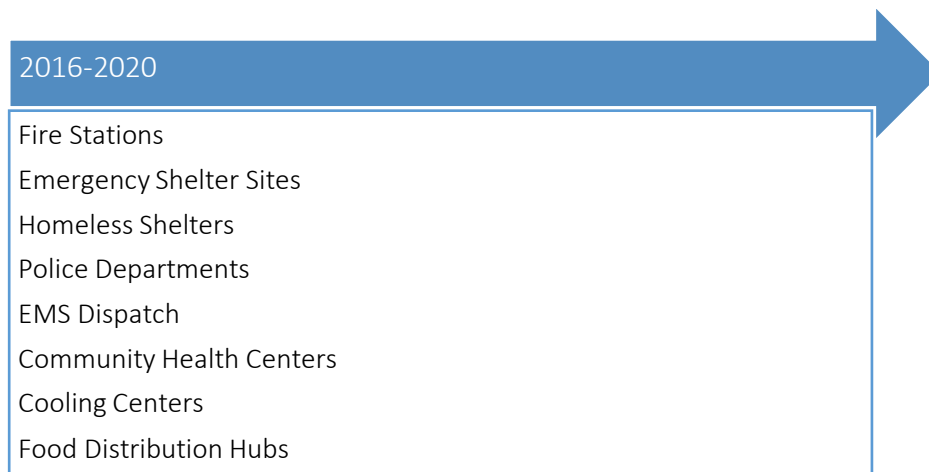 2016-2020
Fire Stations
Emergency Shelter Sites
Homeless Shelters
Police Departments
EMS Dispatch
Community Health Centers
Cooling Centers
Food Distribution Hubs